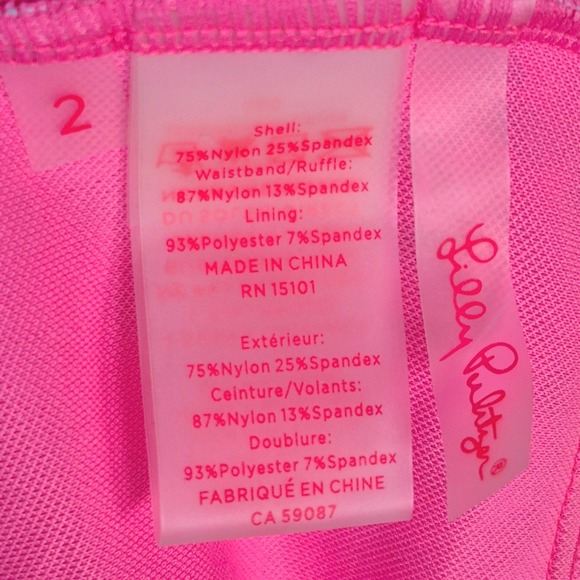 2
Shell:
75%Nylon 25%Spandex
Waistband/Ruffle:
87%Nylon 13%Spandex
Lining:
93%Polyester 7%Spandex
MADE IN CHINA
RN 15101
Extérieur:
75%Nylon 25%Spandex
Ceinture/Volants:
87%Nylon 13%Spandex
Doublure:
93%Polyester 7%Spandex
FABRIQUÉ EN CHINE
CA 59087
Lilly Pulitzer®